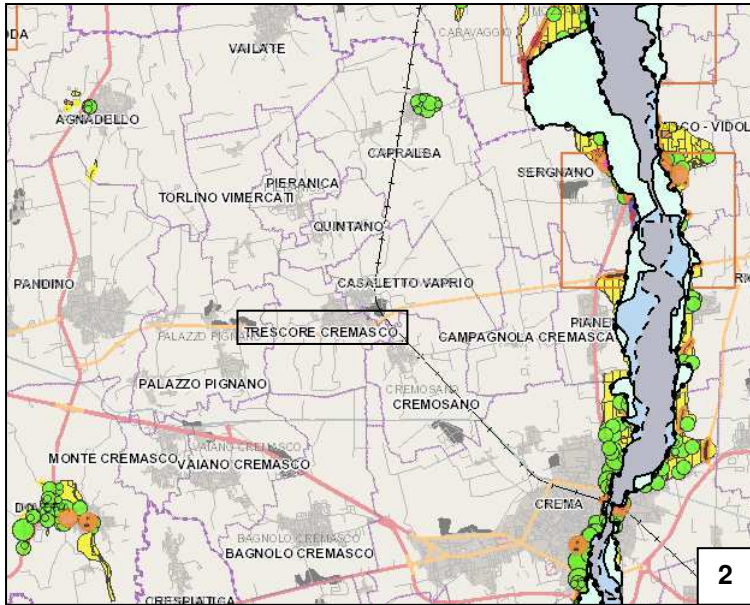 CARAVAGGIO
VAILATE
AGNADELLO
CAPRALBA
SERGNANO
PIERANICA
TORLINO VIMERCATI
QUINTANO
PANDINO
CASALETTO VAPRIO
PALAZZO PIGNANO
TRESCORE CREMASCO
CAMPAGNOLA CREMASCA
PALAZZO PIGNANO
CREMOSANO
CREMOSANO
VAIANO CREMASCO
MONTE CREMASCO
VAIANO CREMASCO
CREMA
BAGNOLO CREMASCO
BAGNOLO CREMASCO
CRESPIATICA
2